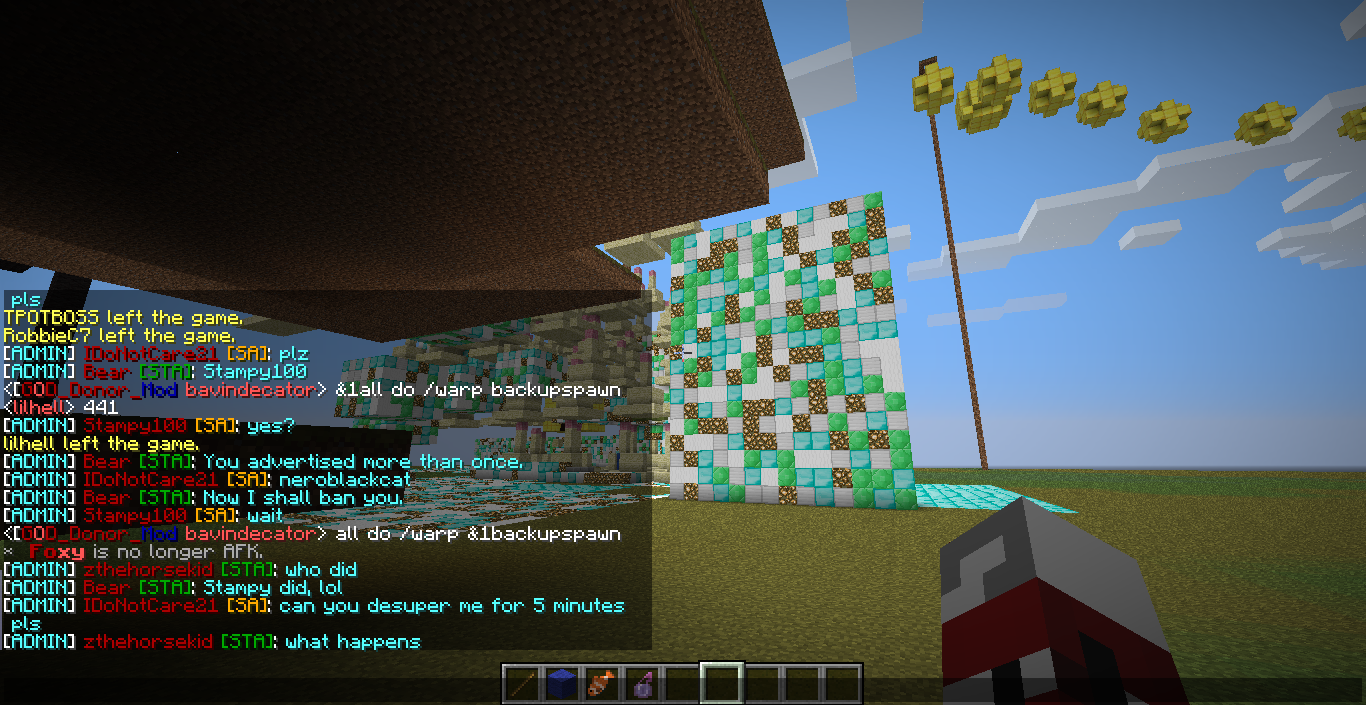 pls
TPOTBOSS left the game.
RobbieC7 left the game.
[ADMIN] IDoNotCare21 [SA]: plz
[ADMIN] Bear [STA]: Stampy100
<[GOD_Donor_Mod bavindecator> &1all do /warp backupspawn
<lilhell> 441
[ADMIN] Stampy100 [SA]: yes?
lilhell left the game.
[ADMIN] Bear [STA]: You advertised more than once.
[ADMIN] IDoNotCare21 [SA]: neroblackcat
[ADMIN] Bear [STA]: Now I shall ban you.
[ADMIN] Stampy100 [SA]: wait
<[GOD_Donor_Mod bavindecator> all do /warp &1backupspawn
* Foxy is no longer AFK.
[ADMIN] zthehorsekid [STA]: who did
[ADMIN] Bear [STA]: Stampy did, lol
[ADMIN] IDoNotCare21 [SA]: can you desuper me for 5 minutes
pls
[ADMIN] zthehorsekid [STA]: what happens